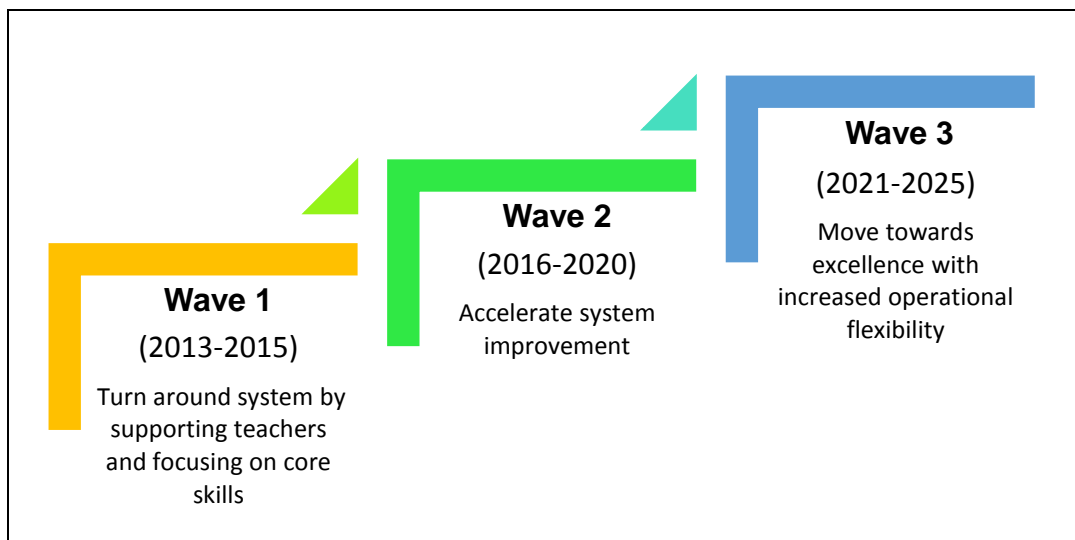 Wave 1
(2013-2015)
Turn around system by
supporting teachers
and focusing on core
skills
Wave 2
(2016-2020)
Accelerate system
improvement
Wave 3
(2021-2025)
Move towards
excellence with
increased operational
flexibility